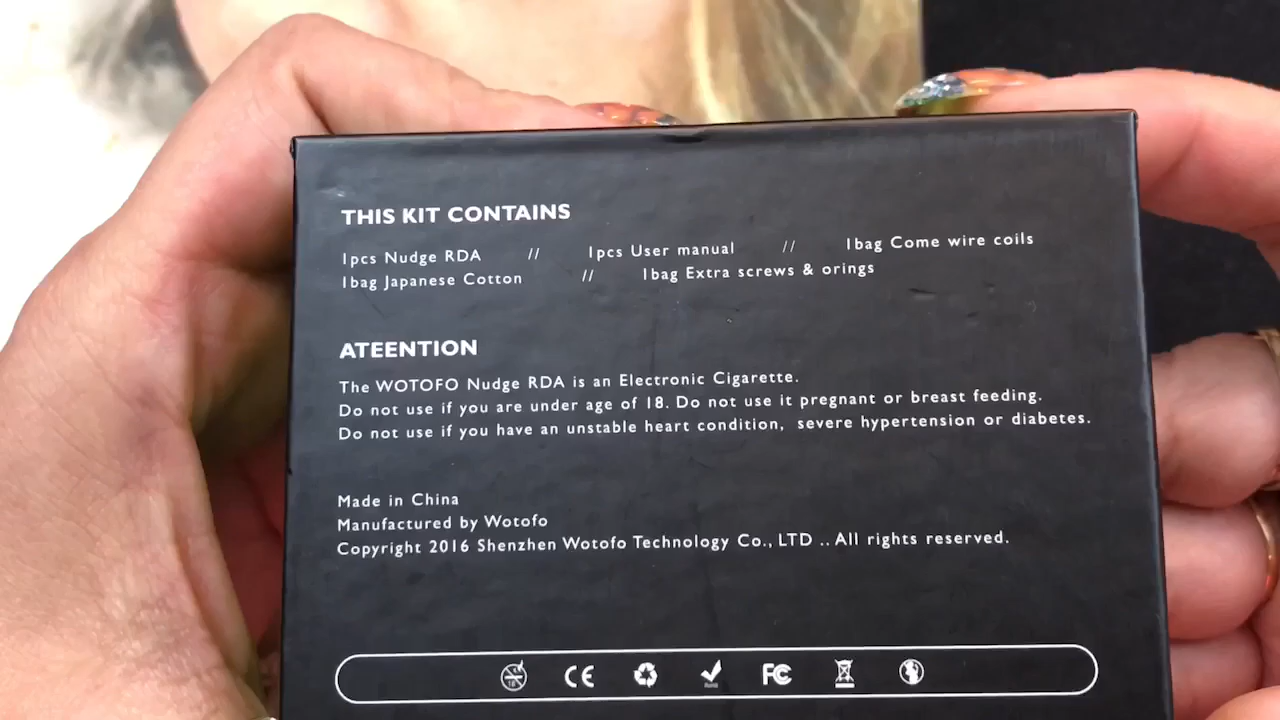 THIS KIT CONTAINS
1pcs Nudge RDA // 1pcs User manual // 1bag Come wire coils
1bag Japanese Cotton // 1bag Extra screws & orings
ATEENTION
The WOTOFO Nudge RDA is an Electronic Cigarette.
Do not use if you are under age of 18. Do not use it pregnant or breast feeding.
Do not use if you have an unstable heart condition, severe hypertension or diabetes.
Made in China
Manufactured by Wotofo
Copyright 2016 Shenzhen Wotofo Technology Co., LTD .. All rights reserved.
CE FC